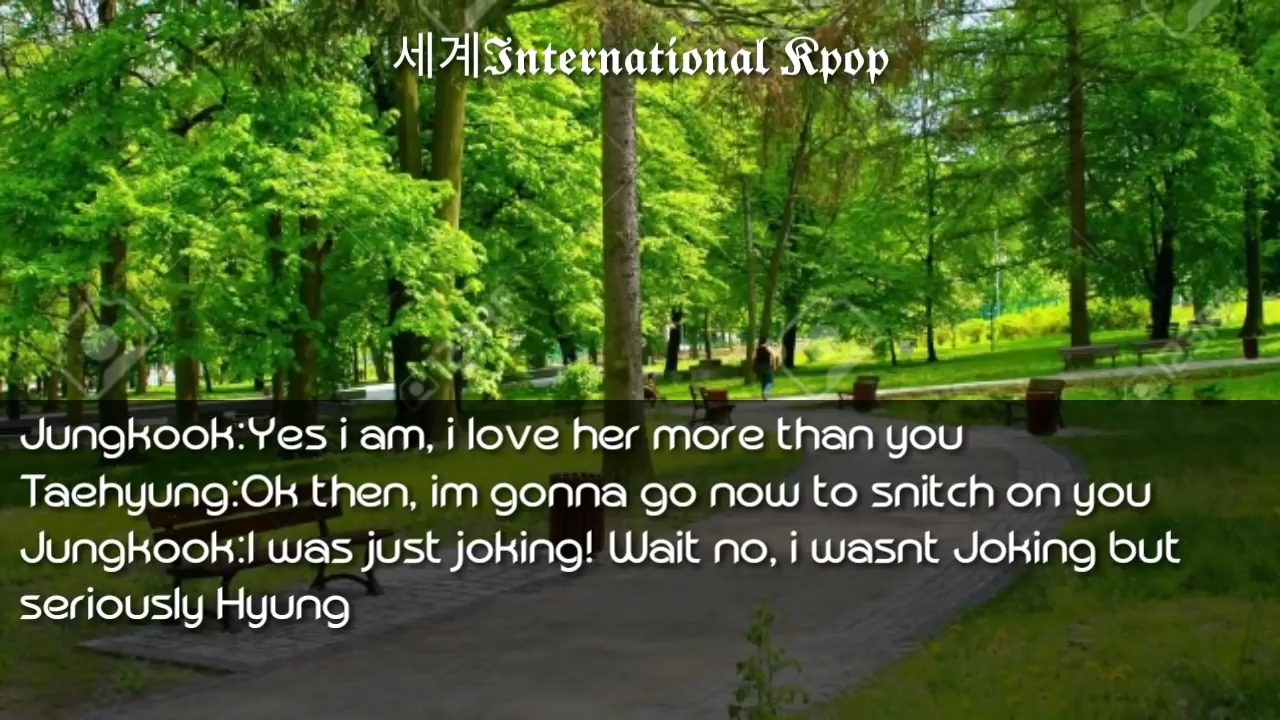 세계International Kpop
Jungkook:Yes i am, i love her more than you
Taehyung:Ok then, im gonna go now to snitch on you
Jungkook:I was just joking! Wait no, i wasnt Joking but
seriously Hyung